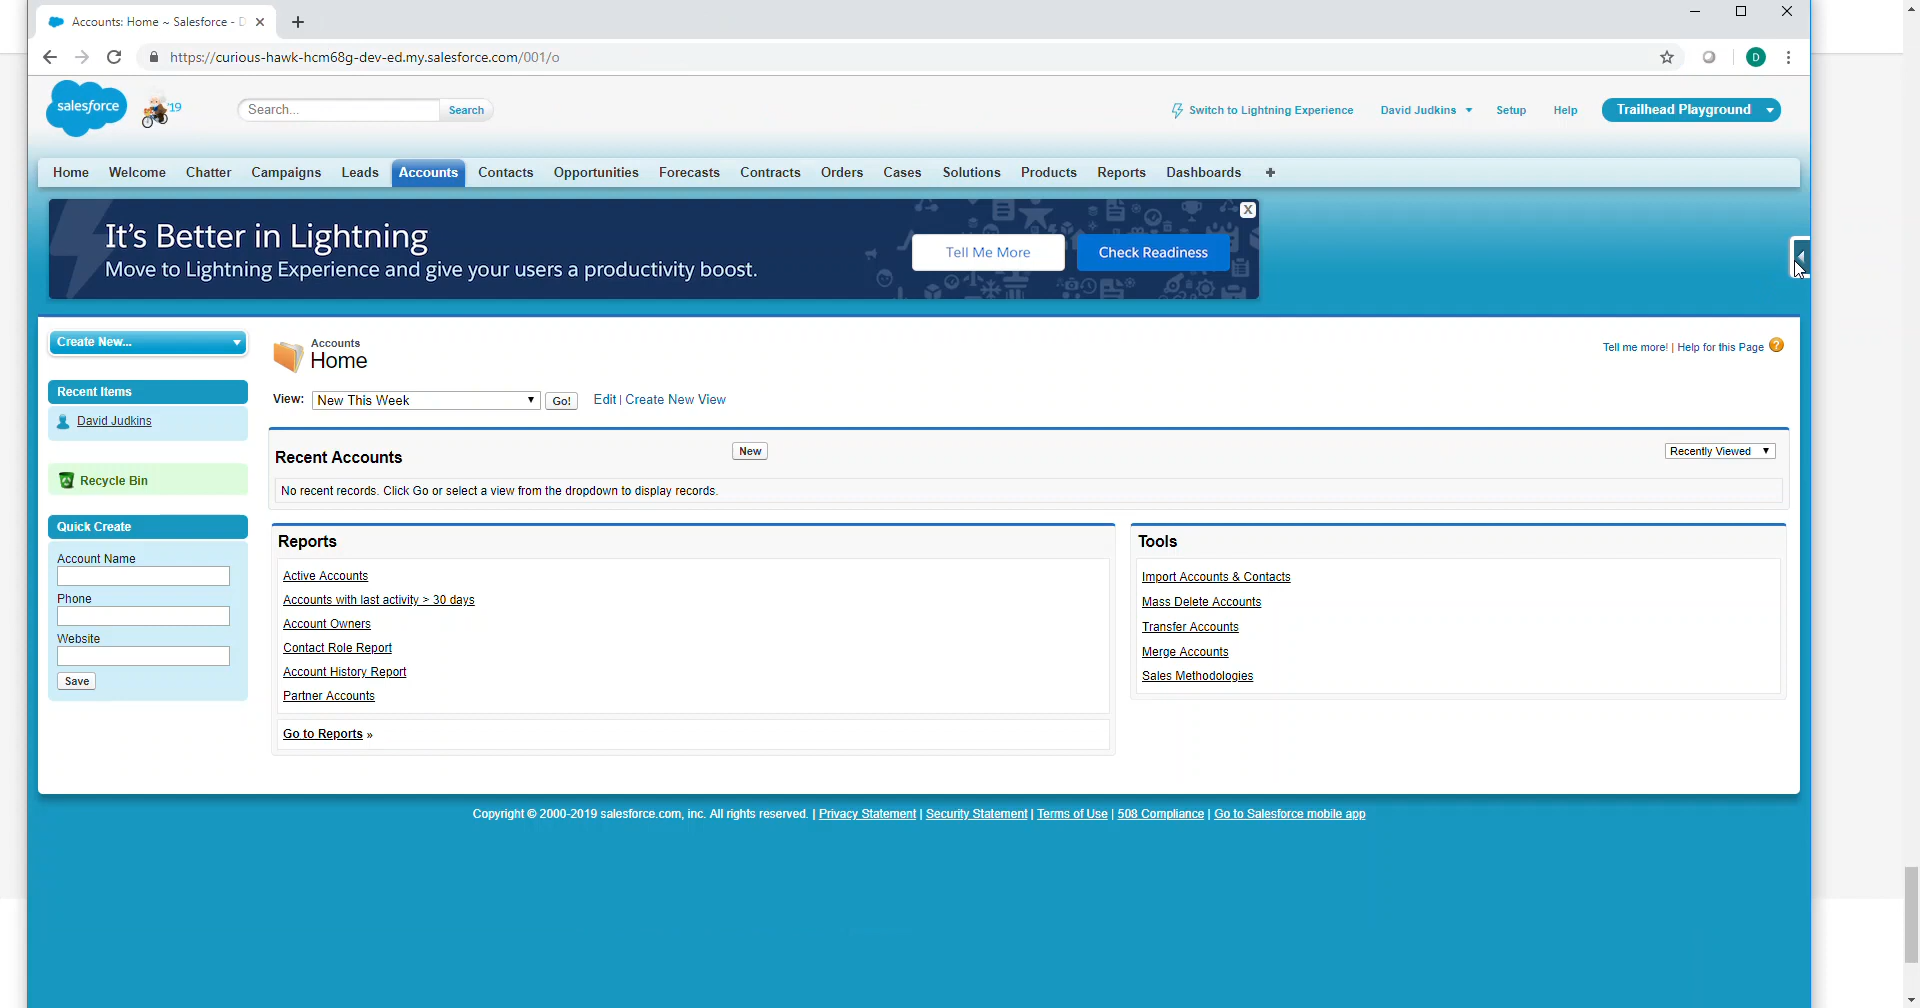 Accounts: Home ~ Salesforce - D
https://curious-hawk-hcm68g-dev-ed.my.salesforce.com/001/o
D
salesforce
'19
Search...
Search
Switch to Lightning Experience
David Judkins
Setup
Help
Trailhead Playground
Home Welcome Chatter Campaigns Leads Accounts Contacts Opportunities Forecasts Contracts Orders Cases Solutions Products Reports Dashboards +
It's Better in Lightning
Move to Lightning Experience and give your users a productivity boost.
Tell Me More
Check Readiness
X
Create New...
Accounts
Home
Tell me more! | Help for this Page ?
Recent Items
David Judkins
View: New This Week Go! Edit | Create New View
Recycle Bin
Recent Accounts
New
Recently Viewed
No recent records. Click Go or select a view from the dropdown to display records.
Quick Create
Account Name
Phone
Website
Save
Reports
Active Accounts
Accounts with last activity > 30 days
Account Owners
Contact Role Report
Account History Report
Partner Accounts
Go to Reports »
Tools
Import Accounts & Contacts
Mass Delete Accounts
Transfer Accounts
Merge Accounts
Sales Methodologies
Copyright © 2000-2019 salesforce.com, inc. All rights reserved. | Privacy Statement | Security Statement | Terms of Use | 508 Compliance | Go to Salesforce mobile app